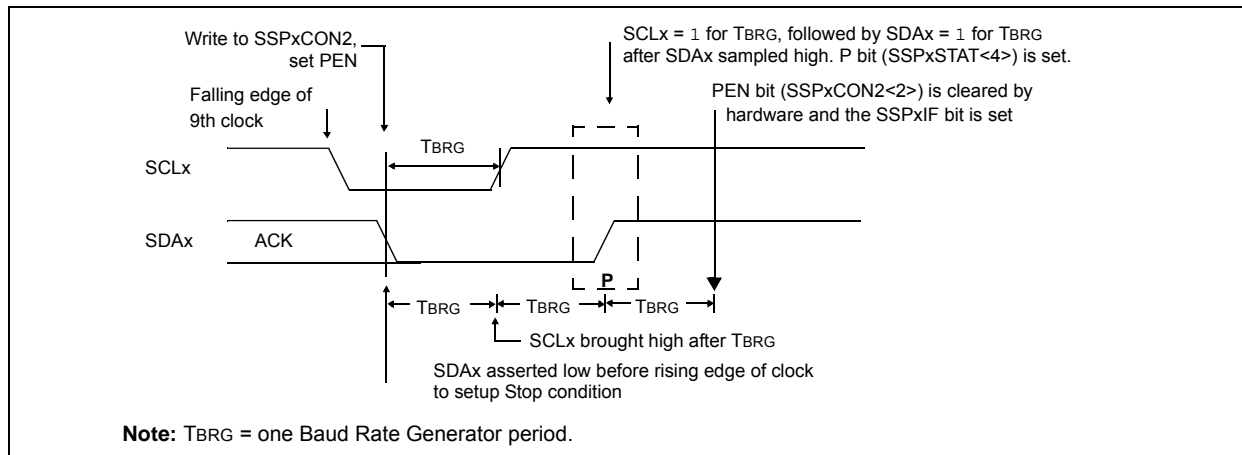 Write to SSPxCON2,
set PEN
SCLx = 1 for TBRG, followed by SDAx = 1 for TBRG
after SDAx sampled high. P bit (SSPxSTAT<4>) is set.
Falling edge of
9th clock
PEN bit (SSPxCON2<2>) is cleared by
hardware and the SSPxIF bit is set
TBRG
SCLx
SDAx
ACK
P
TBRG
TBRG
TBRG
SCLx brought high after TBRG
SDAx asserted low before rising edge of clock
to setup Stop condition
Note: TBRG = one Baud Rate Generator period.